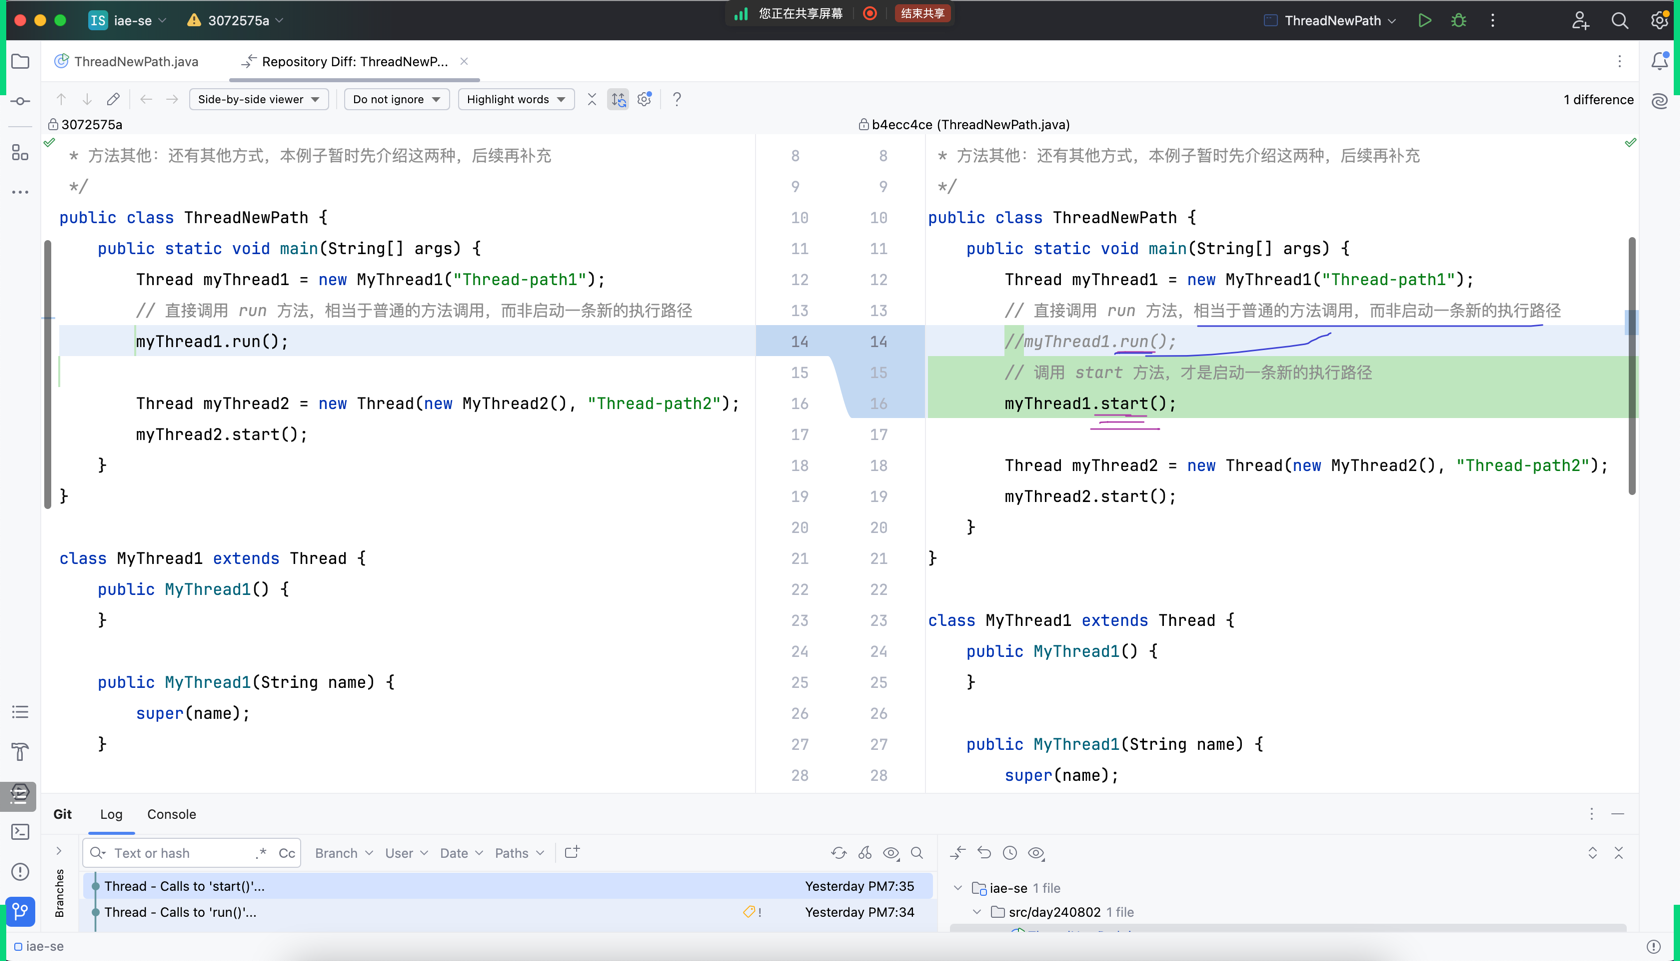 IS iae-se 3072575a 您正在共享屏幕 结束共享 ThreadNewPath
ThreadNewPath.java Repository Diff: ThreadNewP...
Side-by-side viewer Do not ignore Highlight words ? 1 difference
3072575a b4ecc4ce (ThreadNewPath.java)
* 方法其他：还有其他方式，本例子暂时先介绍这两种，后续再补充 8 8 * 方法其他：还有其他方式，本例子暂时先介绍这两种，后续再补充
*/ 9 9 */
public class ThreadNewPath { 10 10 public class ThreadNewPath {
public static void main(String[] args) { 11 11 public static void main(String[] args) {
Thread myThread1 = new MyThread1("Thread-path1"); 12 12 Thread myThread1 = new MyThread1("Thread-path1");
// 直接调用 run 方法，相当于普通的方法调用，而非启动一条新的执行路径 13 13 // 直接调用 run 方法，相当于普通的方法调用，而非启动一条新的执行路径
myThread1.run(); 14 14 //myThread1.run();
15 15 // 调用 start 方法，才是启动一条新的执行路径
Thread myThread2 = new Thread(new MyThread2(), "Thread-path2"); 16 16 myThread1.start();
myThread2.start(); 17 17
} 18 18 Thread myThread2 = new Thread(new MyThread2(), "Thread-path2");
} 19 19 myThread2.start();
20 20 }
class MyThread1 extends Thread { 21 21 }
public MyThread1() { 22 22
} 23 23 class MyThread1 extends Thread {
24 24 public MyThread1() {
public MyThread1(String name) { 25 25 }
super(name); 26 26
} 27 27 public MyThread1(String name) {
28 28 super(name);
Git Log Console
Text or hash .* Cc Branch User Date Paths
Branches
Thread - Calls to 'start()'... Yesterday PM7:35
Thread - Calls to 'run()'... ! Yesterday PM7:34
iae-se 1 file
src/day240802 1 file
iae-se